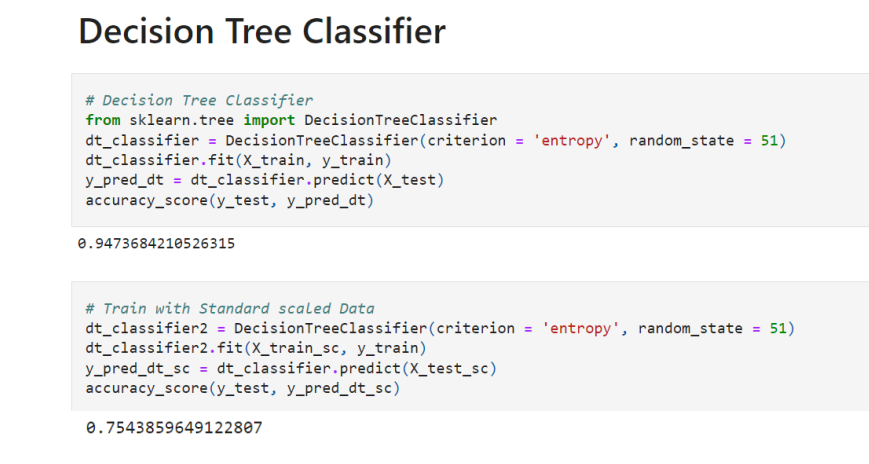 Decision Tree Classifier
# Decision Tree Classifier
from sklearn.tree import DecisionTreeClassifier
dt_classifier = DecisionTreeClassifier(criterion = 'entropy', random_state = 51)
dt_classifier.fit(X_train, y_train)
y_pred_dt = dt_classifier.predict(X_test)
accuracy_score(y_test, y_pred_dt)
0.9473684210526315
# Train with Standard scaled Data
dt_classifier2 = DecisionTreeClassifier(criterion = 'entropy', random_state = 51)
dt_classifier2.fit(X_train_sc, y_train)
y_pred_dt_sc = dt_classifier.predict(X_test_sc)
accuracy_score(y_test, y_pred_dt_sc)
0.7543859649122807